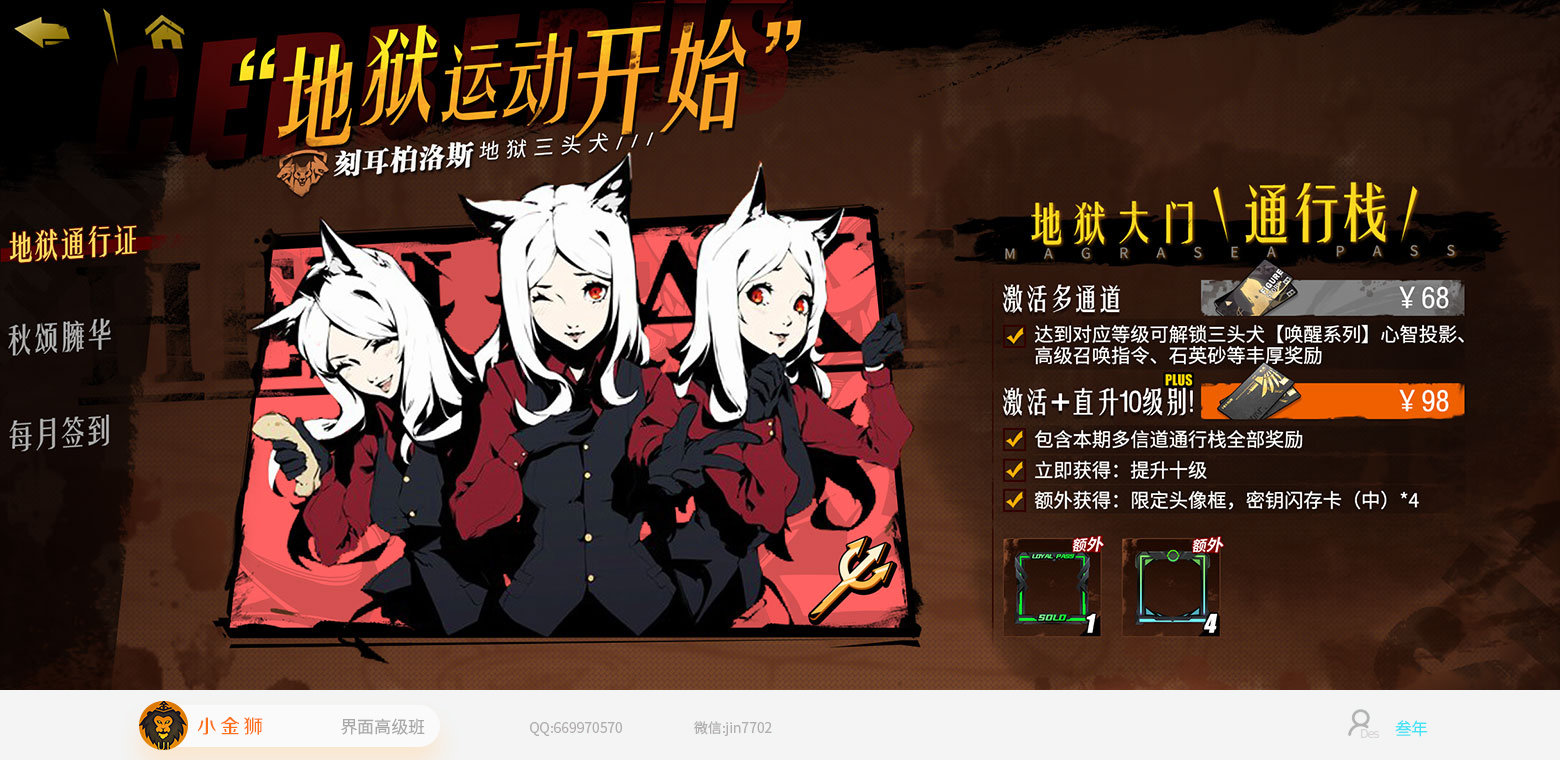 CERBERUS
“地狱运动开始”
刻耳柏洛斯 地狱三头犬///
地狱通行证
秋颂臃华
每月签到
地狱大门\通行栈/
MAGRASEA PASS
激活多通道
¥68
达到对应等级可解锁三头犬【唤醒系列】心智投影、
高级召唤指令、石英砂等丰厚奖励
PLUS
激活+直升10级别!
¥98
包含本期多信道通行栈全部奖励
立即获得：提升十级
额外获得：限定头像框，密钥闪存卡（中）*4
额外
LOYAL PASS
SOLO
1
额外
4
小金狮
界面高级班
QQ:669970570
微信:jin7702
Des
叁年